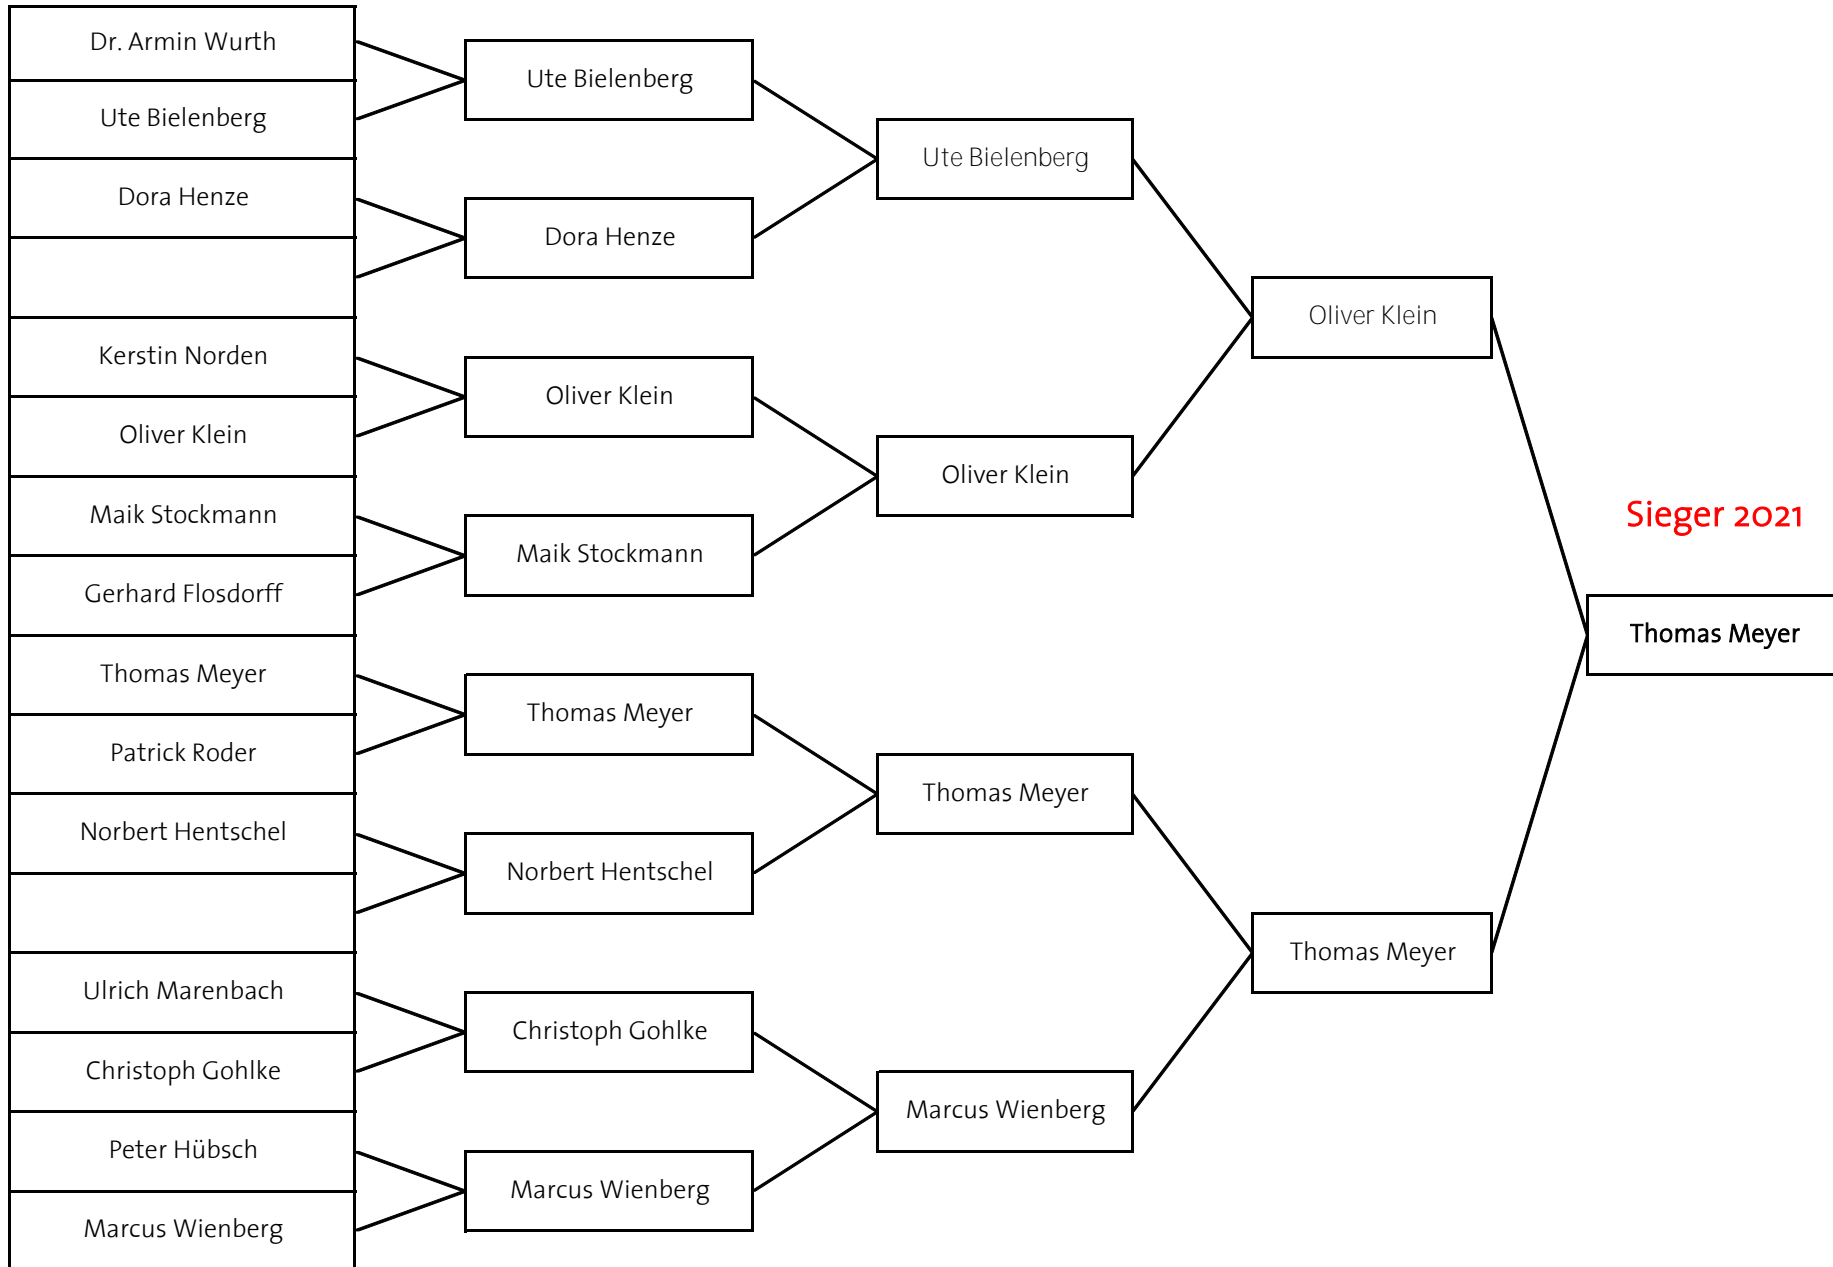 Dr. Armin Wurth
Ute Bielenberg
Dora Henze
Kerstin Norden
Oliver Klein
Maik Stockmann
Gerhard Flosdorff
Thomas Meyer
Patrick Roder
Norbert Hentschel
Ulrich Marenbach
Christoph Gohlke
Peter Hübsch
Marcus Wienberg
Ute Bielenberg
Dora Henze
Oliver Klein
Maik Stockmann
Thomas Meyer
Norbert Hentschel
Christoph Gohlke
Marcus Wienberg
Ute Bielenberg
Oliver Klein
Thomas Meyer
Marcus Wienberg
Oliver Klein
Thomas Meyer
Sieger 2021
Thomas Meyer